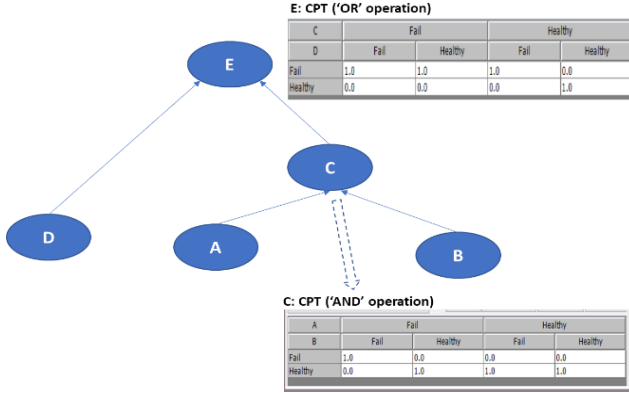 E: CPT ('OR' operation)
C Fail Healthy
D Fail Healthy Fail Healthy
Fail 1.0 1.0 1.0 0.0
Healthy 0.0 0.0 0.0 1.0
E
C
D
A
B
C: CPT ('AND' operation)
A Fail Healthy
B Fail Healthy Fail Healthy
Fail 1.0 0.0 0.0 0.0
Healthy 0.0 1.0 1.0 1.0